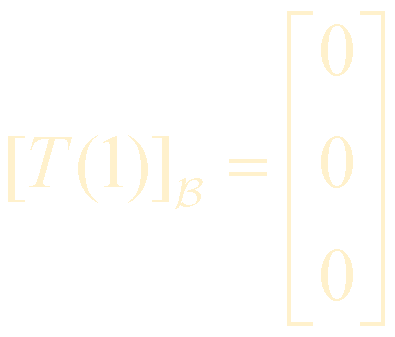 [T(1)]_ℬ = [0
0
0]